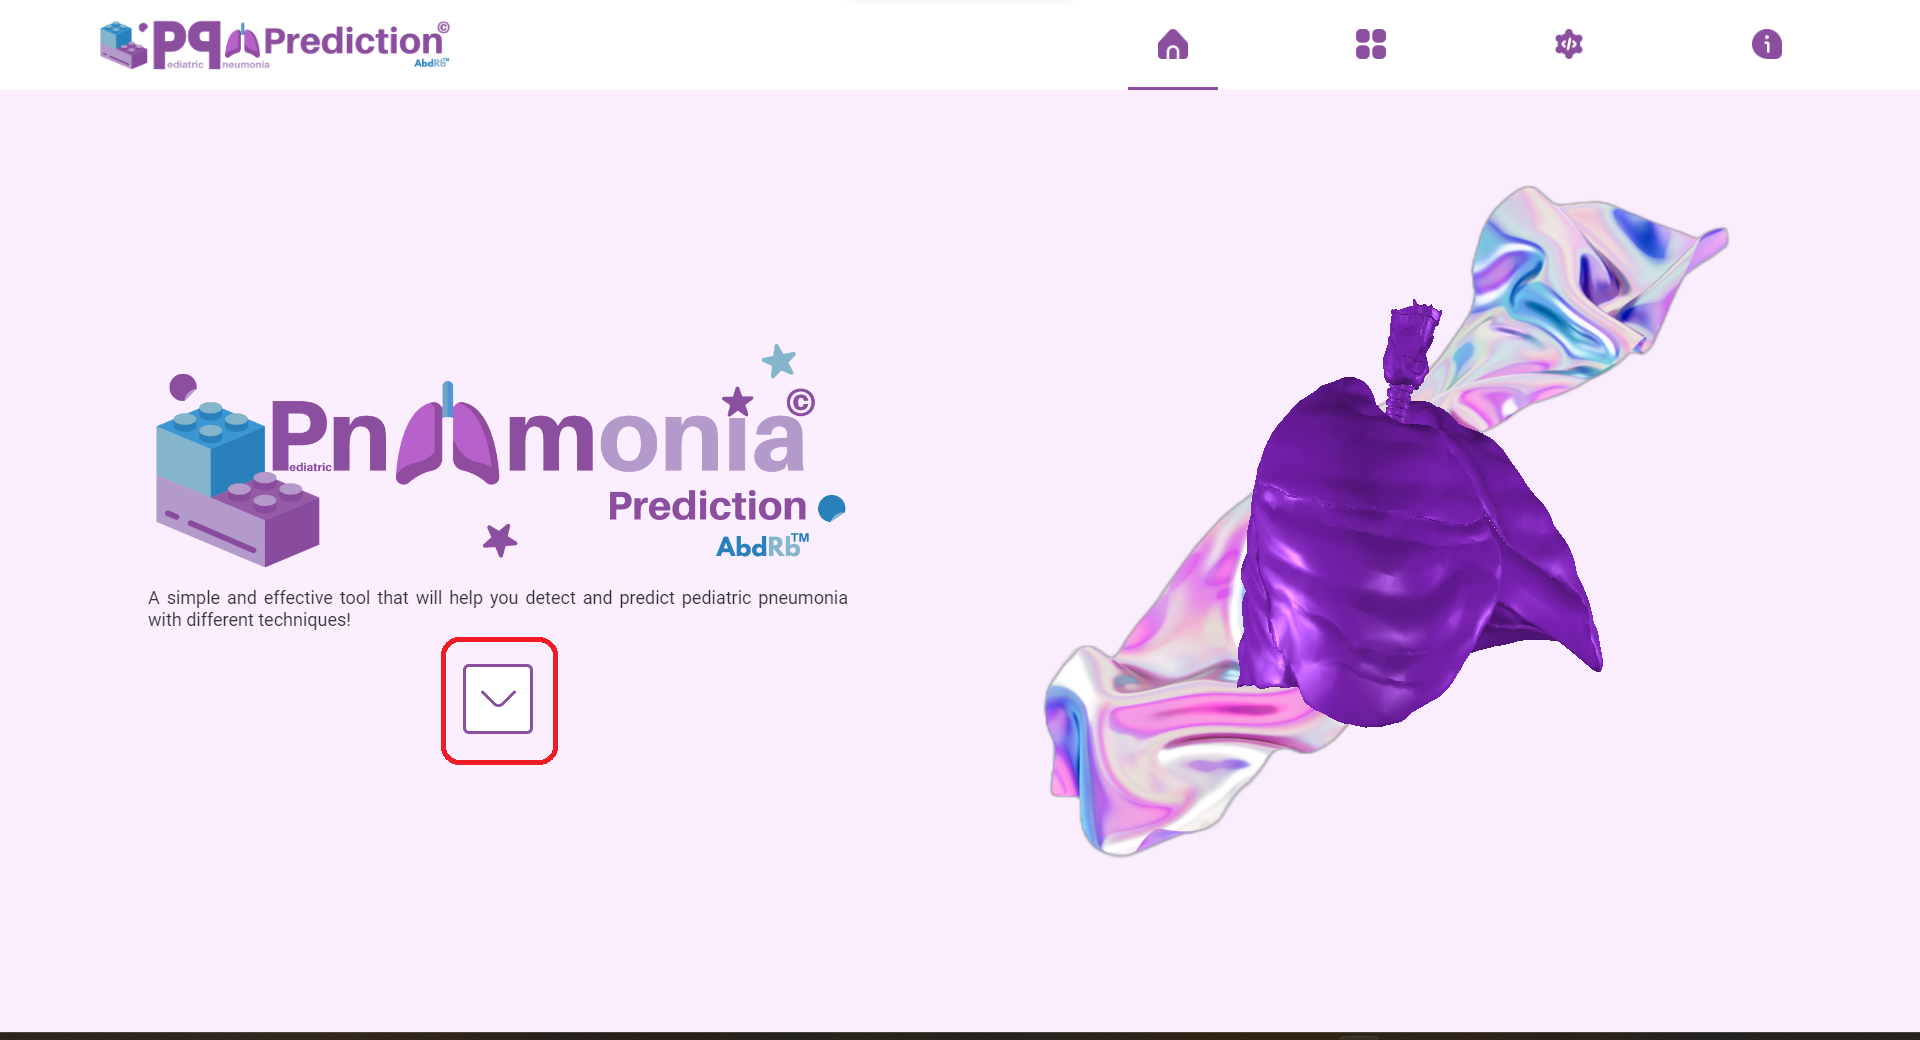 pq Prediction©
ediatric neumonia AbdRb™
Pn monia©
ediatric
Prediction
AbdRb™
A simple and effective tool that will help you detect and predict pediatric pneumonia
with different techniques!